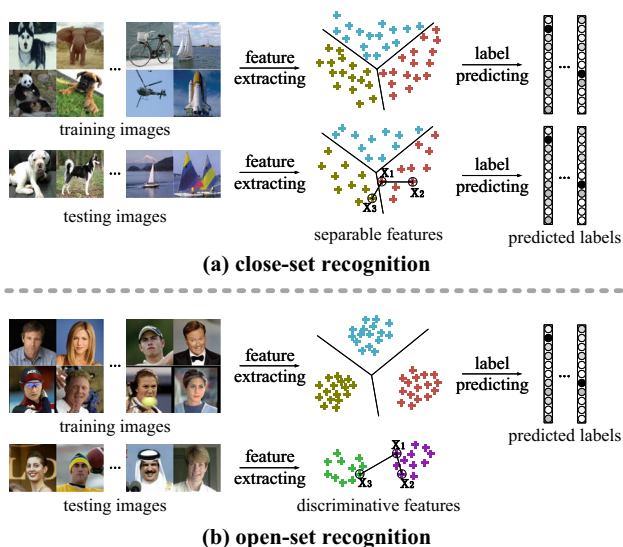 ...
feature
extracting
label
predicting
...
training images
...
feature
extracting
X1
X2
X3
label
predicting
...
testing images
separable features
predicted labels
(a) close-set recognition
...
feature
extracting
label
predicting
...
training images
predicted labels
...
feature
extracting
X1
X3
X2
testing images
discriminative features
(b) open-set recognition